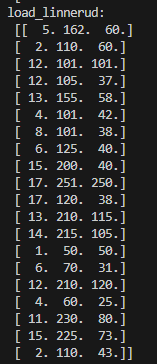 load_linnerud:
[[  5. 162.  60.]
[  2. 110.  60.]
[ 12. 101. 101.]
[ 12. 105.  37.]
[ 13. 155.  58.]
[  4. 101.  42.]
[  8. 101.  38.]
[  6. 125.  40.]
[ 15. 200.  40.]
[ 17. 251. 250.]
[ 17. 120.  38.]
[ 13. 210. 115.]
[ 14. 215. 105.]
[  1.  50.  50.]
[  6.  70.  31.]
[ 12. 210. 120.]
[  4.  60.  25.]
[ 11. 230.  80.]
[ 15. 225.  73.]
[  2. 110.  43.]]